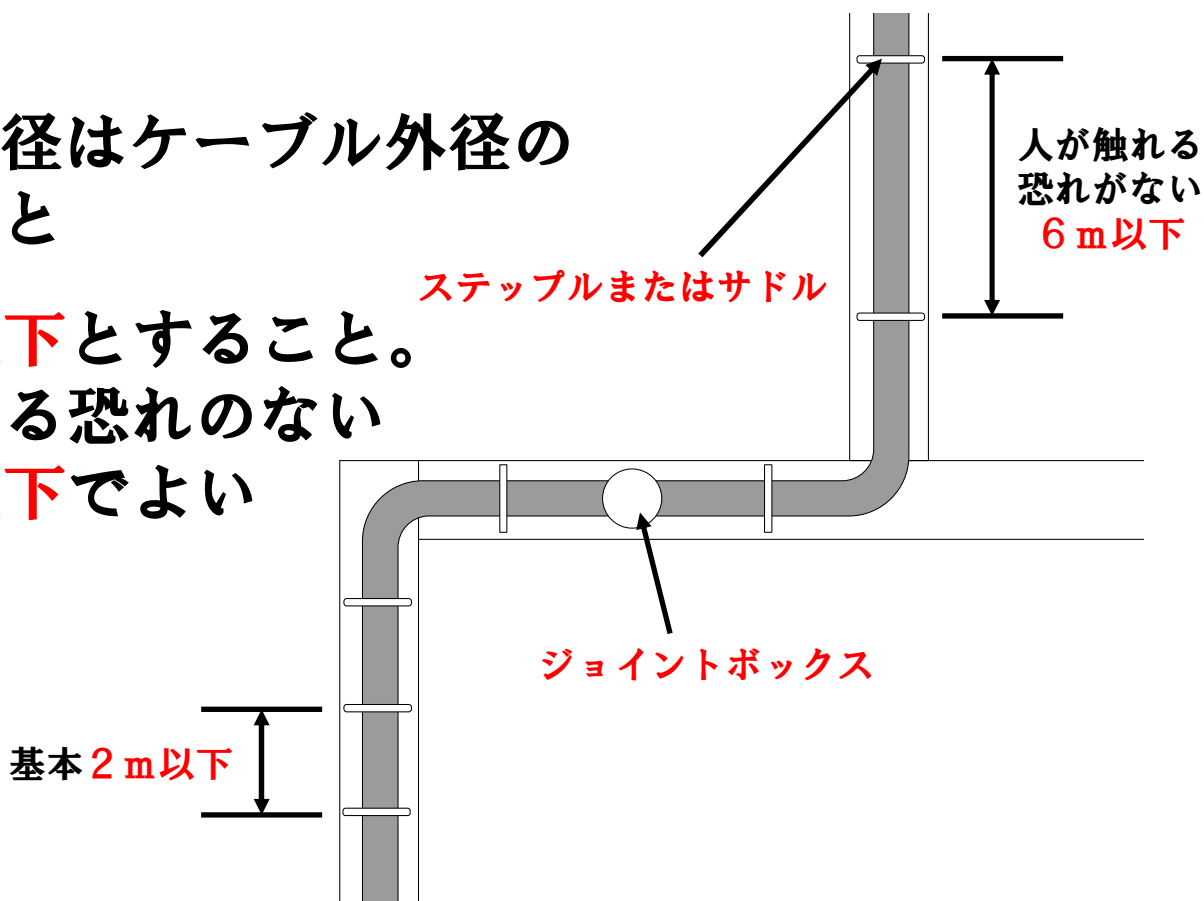 径はケーブル外径の
と
下とすること。
る恐れのない
下でよい
ステップルまたはサドル
人が触れる
恐れがない
６ｍ以下
ジョイントボックス
基本２ｍ以下